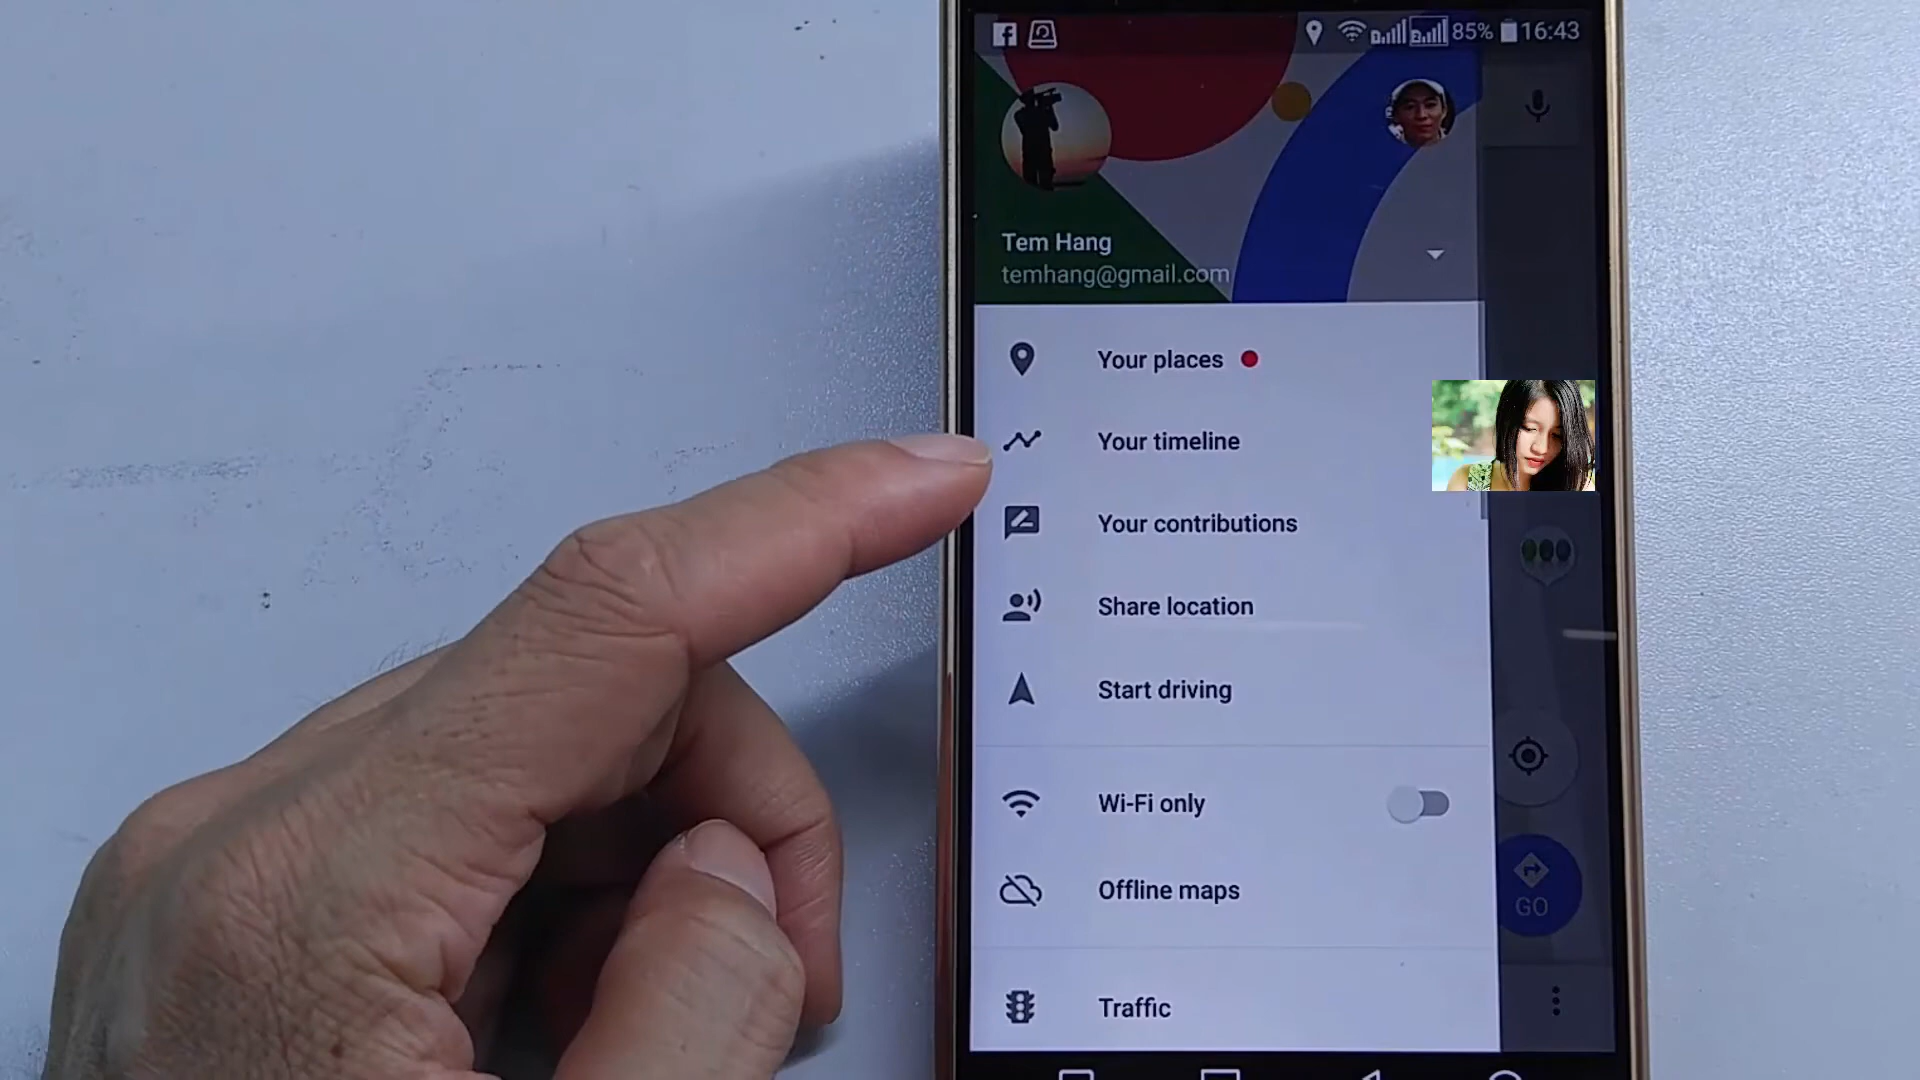 85% 16:43
Tem Hang
temhang@gmail.com
Your places
Your timeline
Your contributions
Share location
Start driving
Wi-Fi only
Offline maps
GO
Traffic